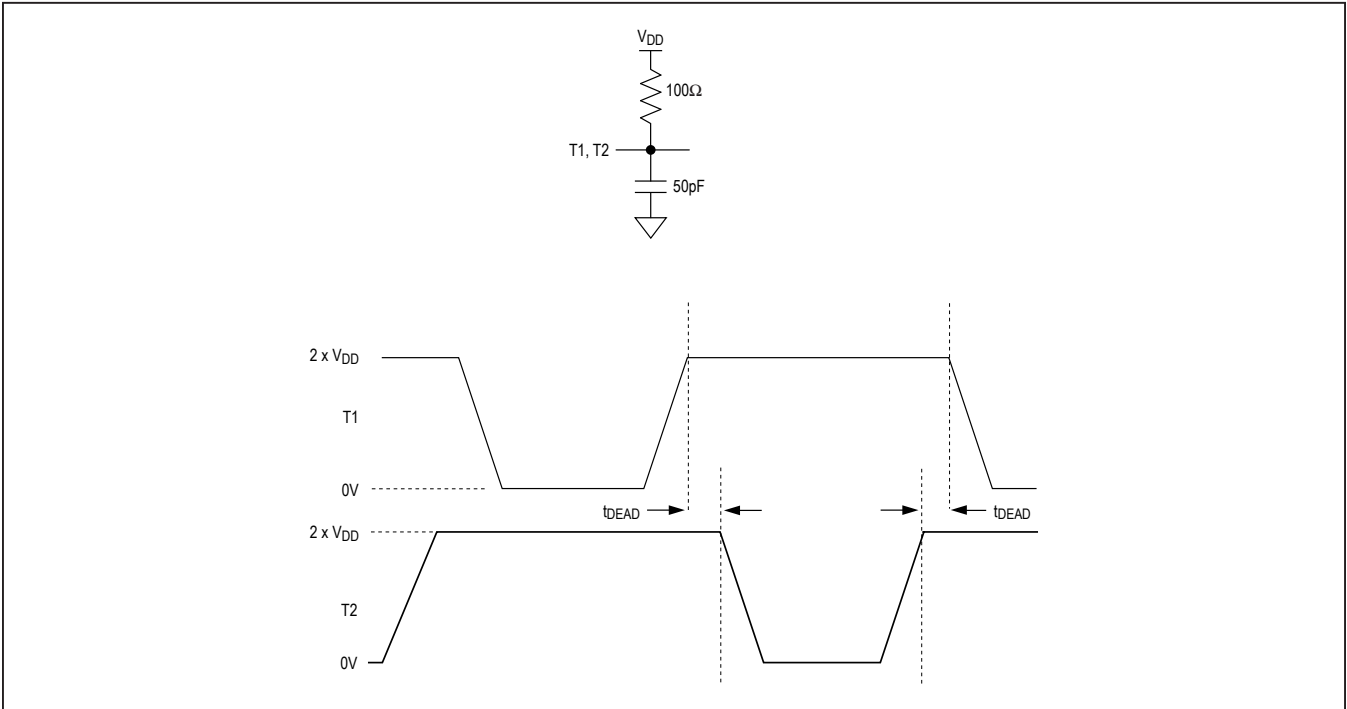 VDD
100Ω
T1, T2
50pF
2 x VDD
T1
0V
tDEAD
tDEAD
2 x VDD
T2
0V